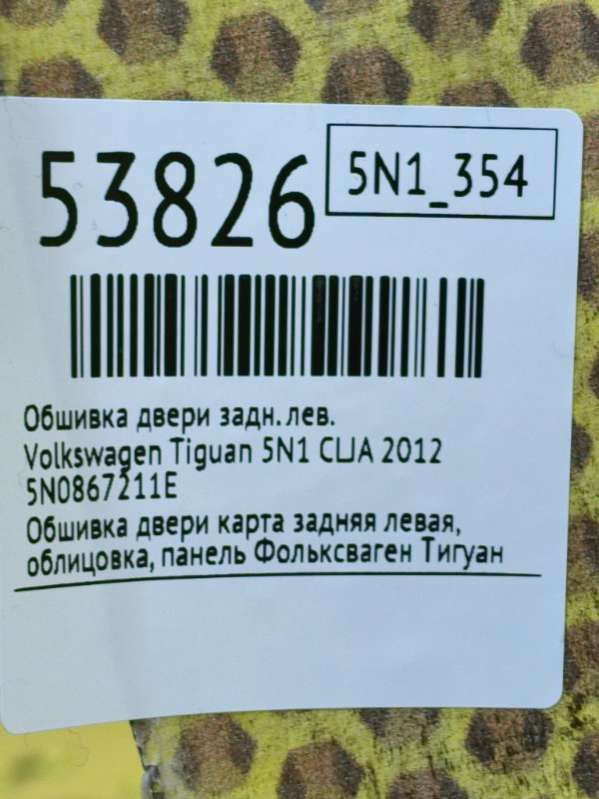 53826
5N1_354
Обшивка двери задн. лев.
Volkswagen Tiguan 5N1 CLJA 2012
5N0867211E
Обшивка двери карта задняя левая,
облицовка, панель Фольксваген Тигуан